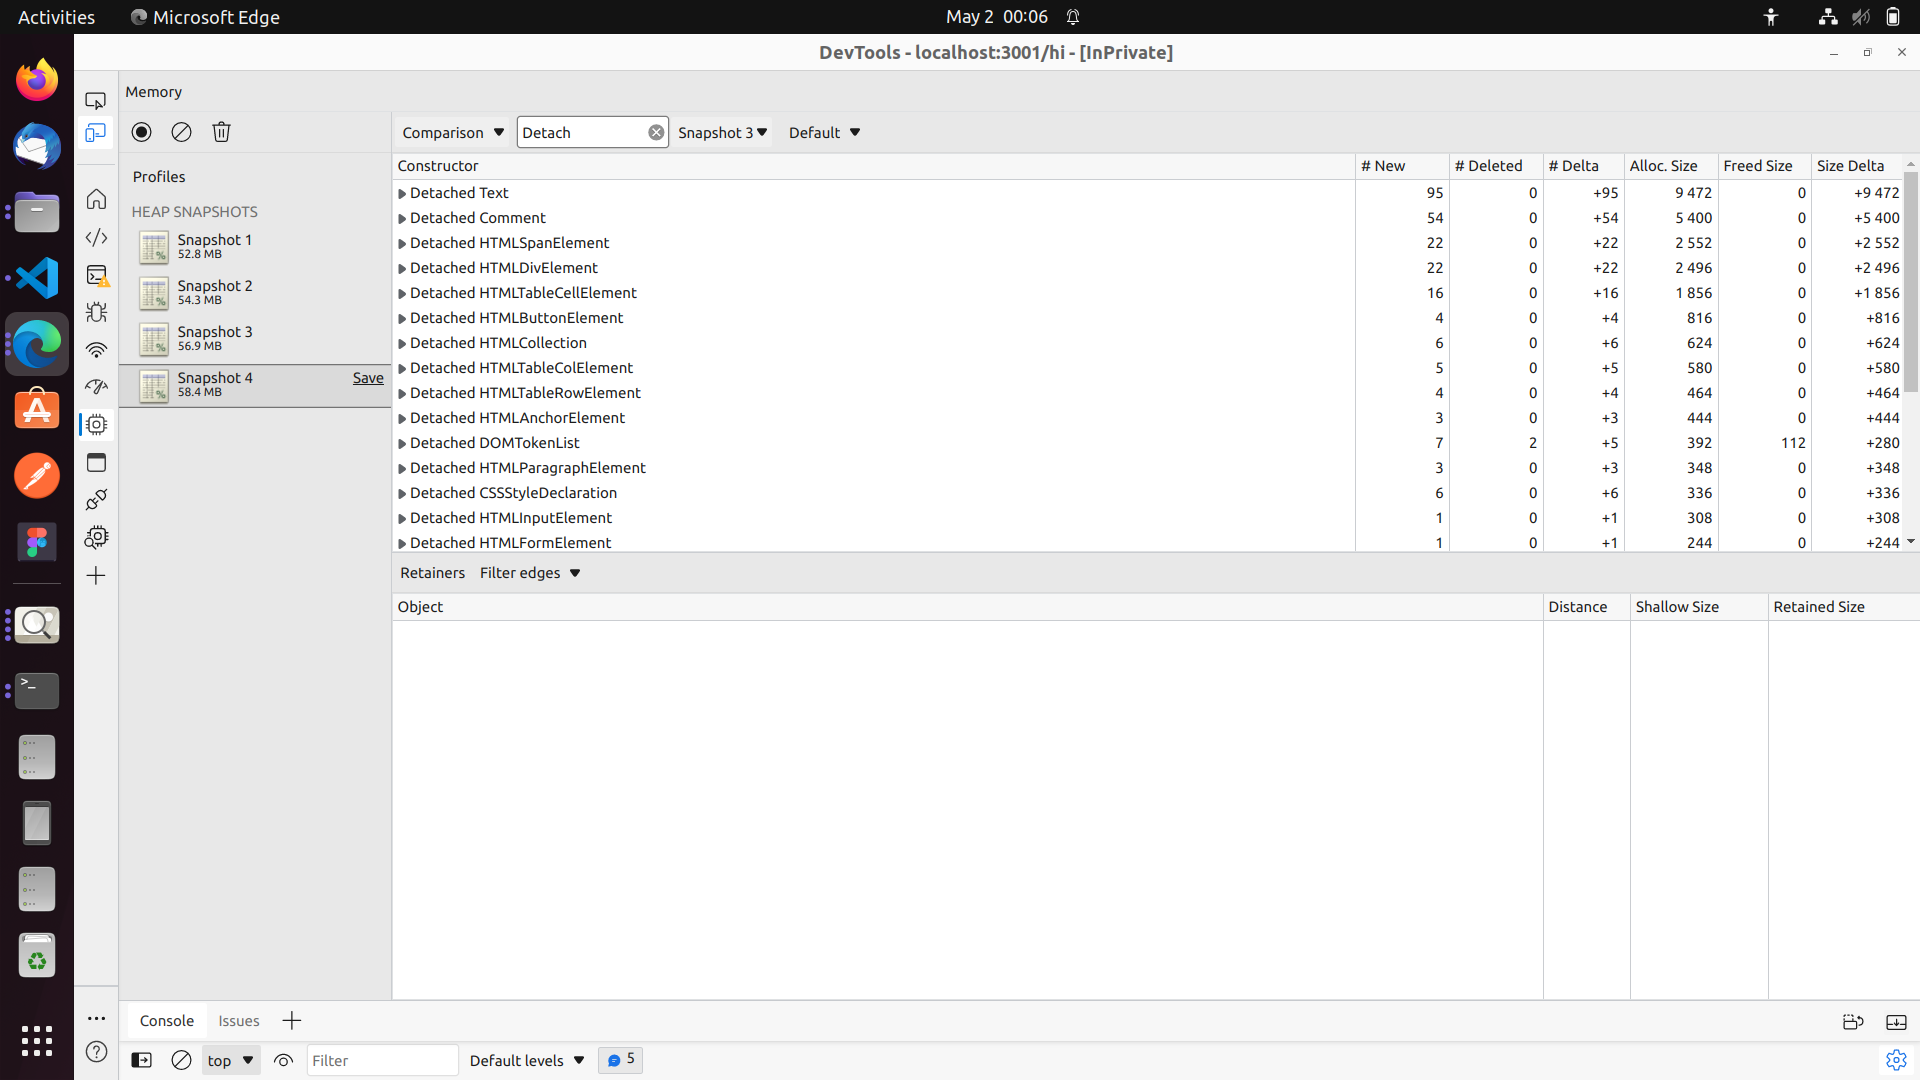 Activities Microsoft Edge May 2 00:06
DevTools - localhost:3001/hi - [InPrivate]
Memory
Comparison Detach Snapshot 3 Default
Profiles
HEAP SNAPSHOTS
Snapshot 1
52.8 MB
Snapshot 2
54.3 MB
Snapshot 3
56.9 MB
Snapshot 4 Save
58.4 MB
Constructor # New # Deleted # Delta Alloc. Size Freed Size Size Delta
Detached Text 95 0 +95 9 472 0 +9 472
Detached Comment 54 0 +54 5 400 0 +5 400
Detached HTMLSpanElement 22 0 +22 2 552 0 +2 552
Detached HTMLDivElement 22 0 +22 2 496 0 +2 496
Detached HTMLTableCellElement 16 0 +16 1 856 0 +1 856
Detached HTMLButtonElement 4 0 +4 816 0 +816
Detached HTMLCollection 6 0 +6 624 0 +624
Detached HTMLTableColElement 5 0 +5 580 0 +580
Detached HTMLTableRowElement 4 0 +4 464 0 +464
Detached HTMLAnchorElement 3 0 +3 444 0 +444
Detached DOMTokenList 7 2 +5 392 112 +280
Detached HTMLParagraphElement 3 0 +3 348 0 +348
Detached CSSStyleDeclaration 6 0 +6 336 0 +336
Detached HTMLInputElement 1 0 +1 308 0 +308
Detached HTMLFormElement 1 0 +1 244 0 +244
Retainers Filter edges
Object Distance Shallow Size Retained Size
Console Issues
top Filter Default levels 5